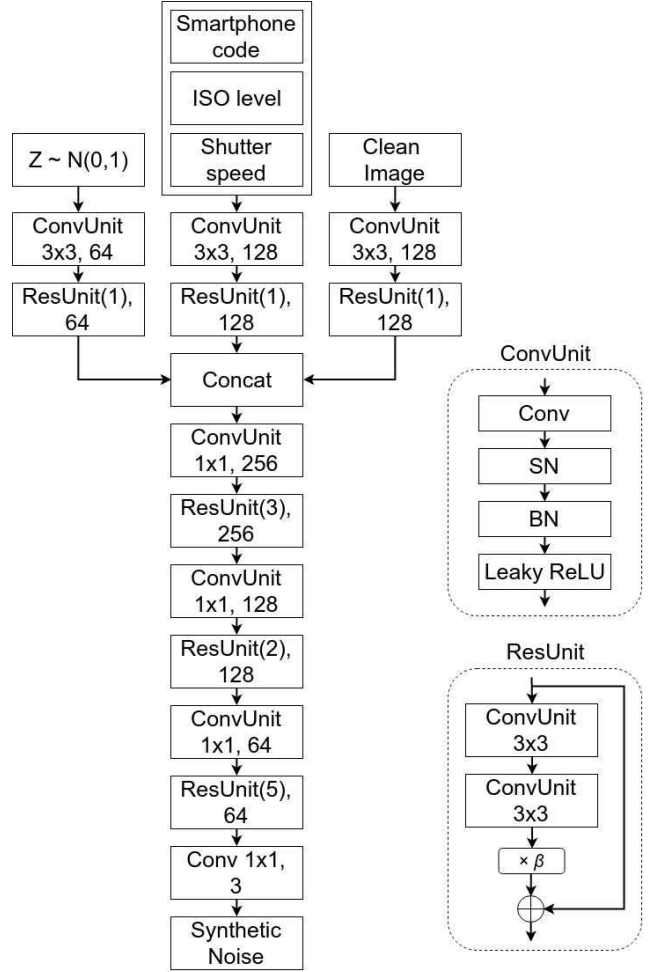 Smartphone
code
ISO level
Shutter
speed
Z ~ N(0,1)
Clean
Image
ConvUnit
3x3, 64
ConvUnit
3x3, 128
ConvUnit
3x3, 128
ResUnit(1),
64
ResUnit(1),
128
ResUnit(1),
128
Concat
ConvUnit
1x1, 256
ResUnit(3),
256
ConvUnit
1x1, 128
ResUnit(2),
128
ConvUnit
1x1, 64
ResUnit(5),
64
Conv 1x1,
3
Synthetic
Noise
ConvUnit
Conv
SN
BN
Leaky ReLU
ResUnit
ConvUnit
3x3
ConvUnit
3x3
× β